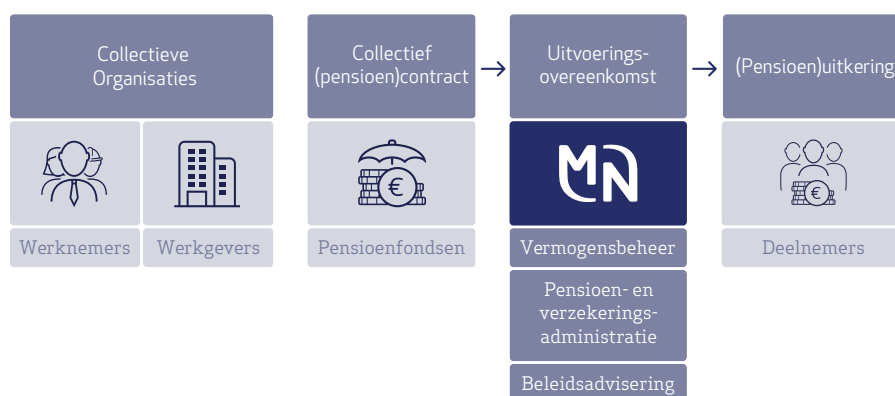 Collectieve
Organisaties
Werknemers
Werkgevers
Collectief
(pensioen)contract
€
Pensioenfondsen
Uitvoerings-
overeenkomst
MN
Vermogensbeheer
Pensioen- en
verzekerings-
administratie
Beleidsadvisering
(Pensioen)uitkering
€
Deelnemers